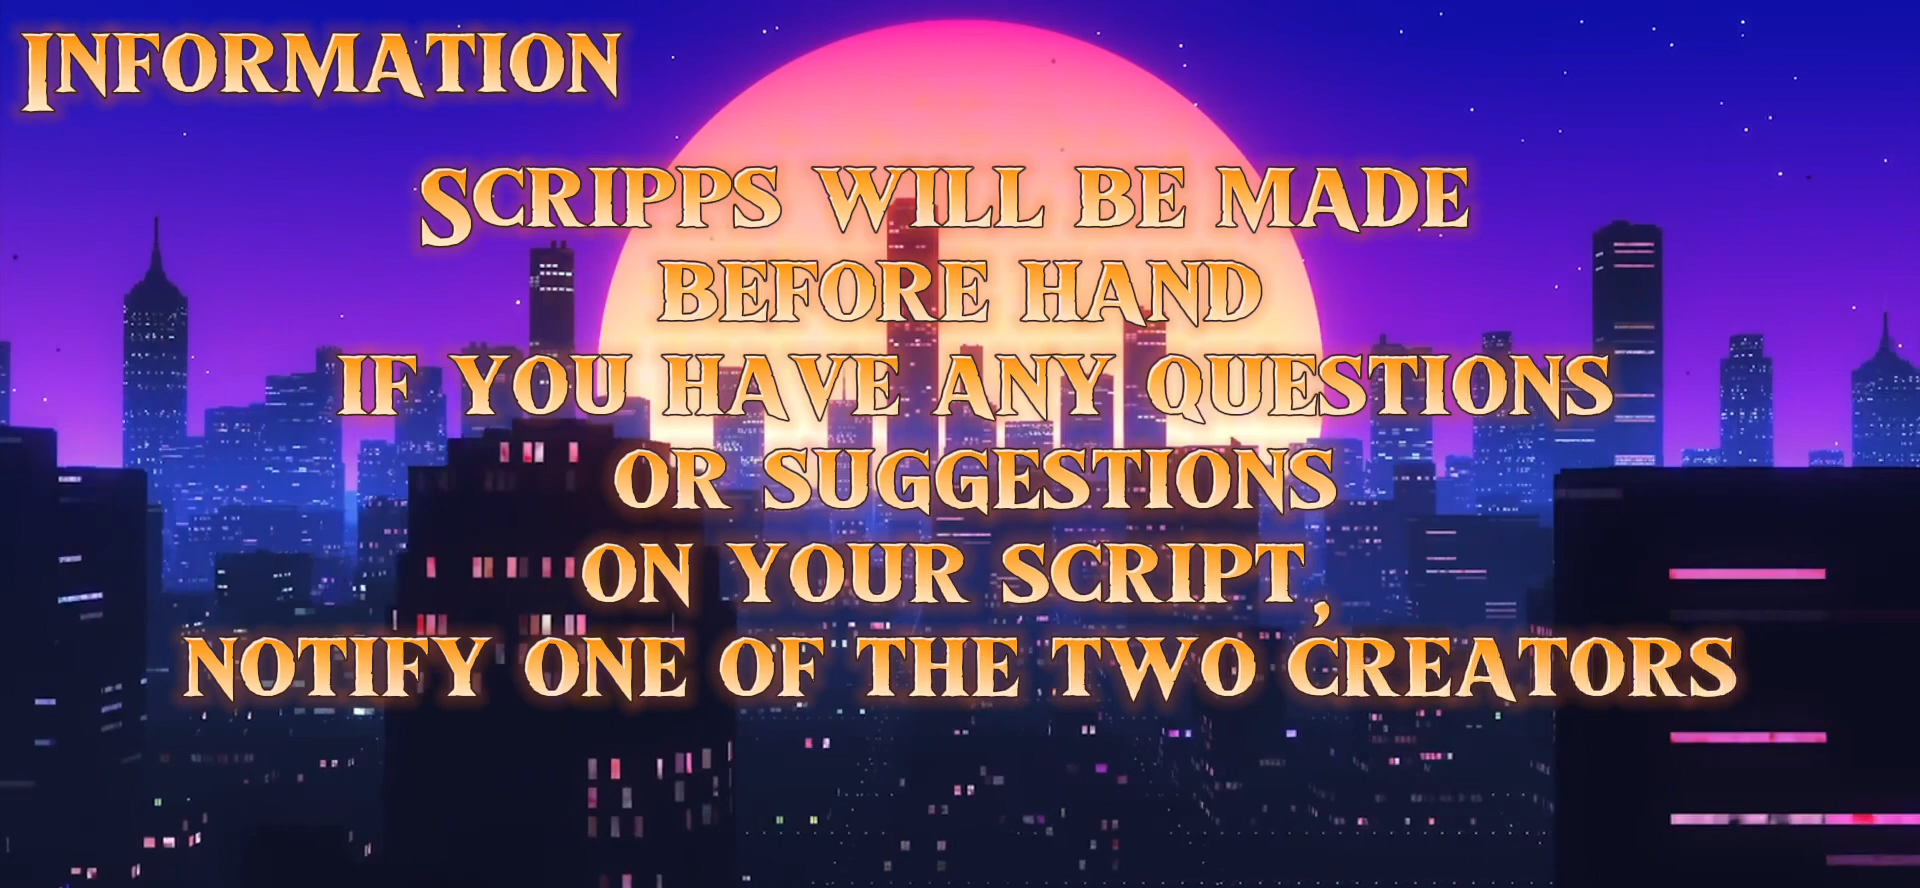 Information
Scripps will be made
before hand
if you have any questions
or suggestions
on your script,
notify one of the two creators